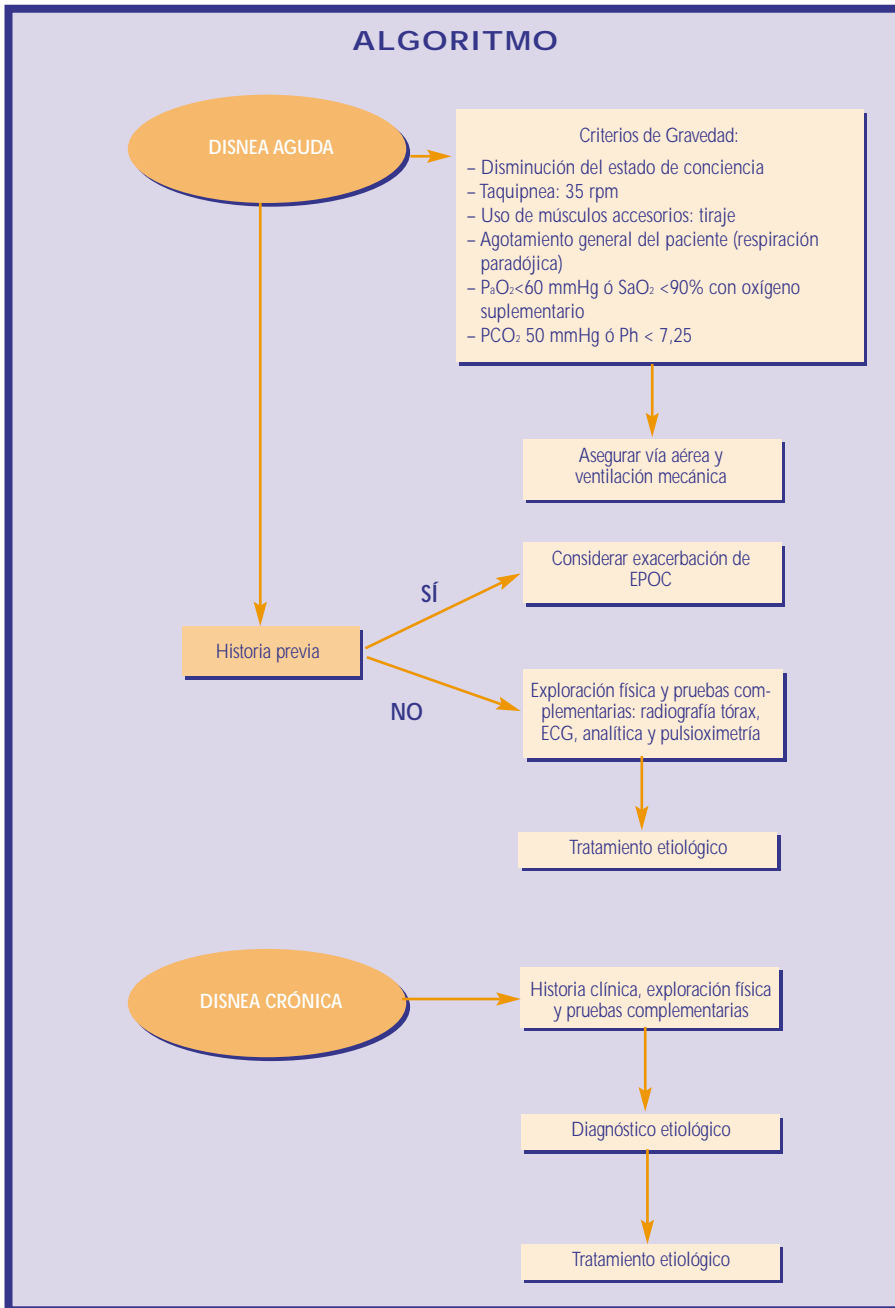 ALGORITMO
DISNEA AGUDA
Criterios de Gravedad:
– Disminución del estado de conciencia
– Taquipnea: 35 rpm
– Uso de músculos accesorios: tiraje
– Agotamiento general del paciente (respiración
paradójica)
– PaO₂<60 mmHg ó SaO₂ <90% con oxígeno
suplementario
– PCO₂ 50 mmHg ó Ph < 7,25
Asegurar vía aérea y
ventilación mecánica
Historia previa
SÍ
Considerar exacerbación de
EPOC
NO
Exploración física y pruebas com-
plementarias: radiografía tórax,
ECG, analítica y pulsioximetría
Tratamiento etiológico
DISNEA CRÓNICA
Historia clínica, exploración física
y pruebas complementarias
Diagnóstico etiológico
Tratamiento etiológico